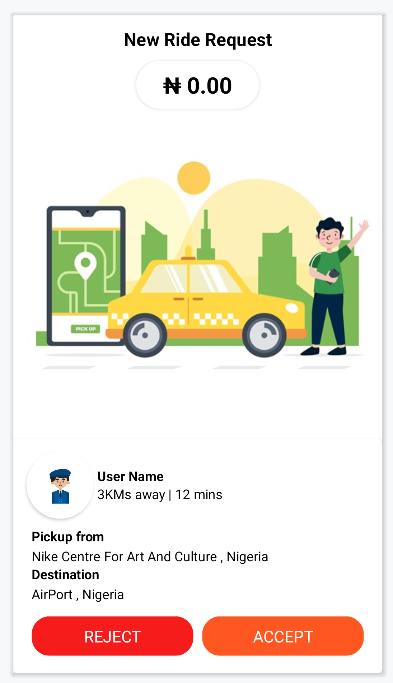 New Ride Request
₦ 0.00
PICK UP
User Name
3KMs away | 12 mins
Pickup from
Nike Centre For Art And Culture , Nigeria
Destination
AirPort , Nigeria
REJECT
ACCEPT